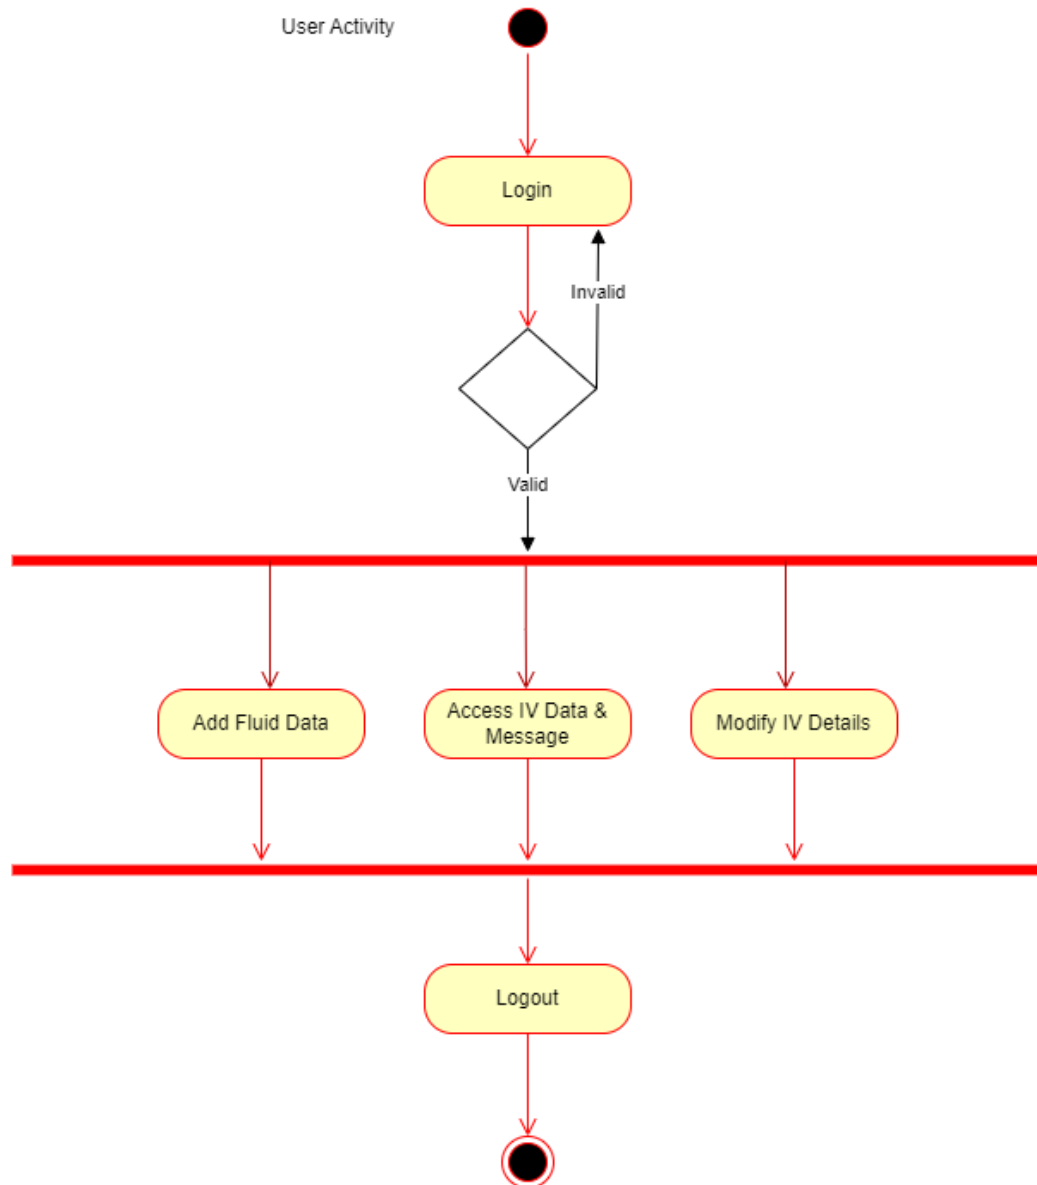 User Activity
Login
Invalid
Valid
Add Fluid Data
Access IV Data &
Message
Modify IV Details
Logout